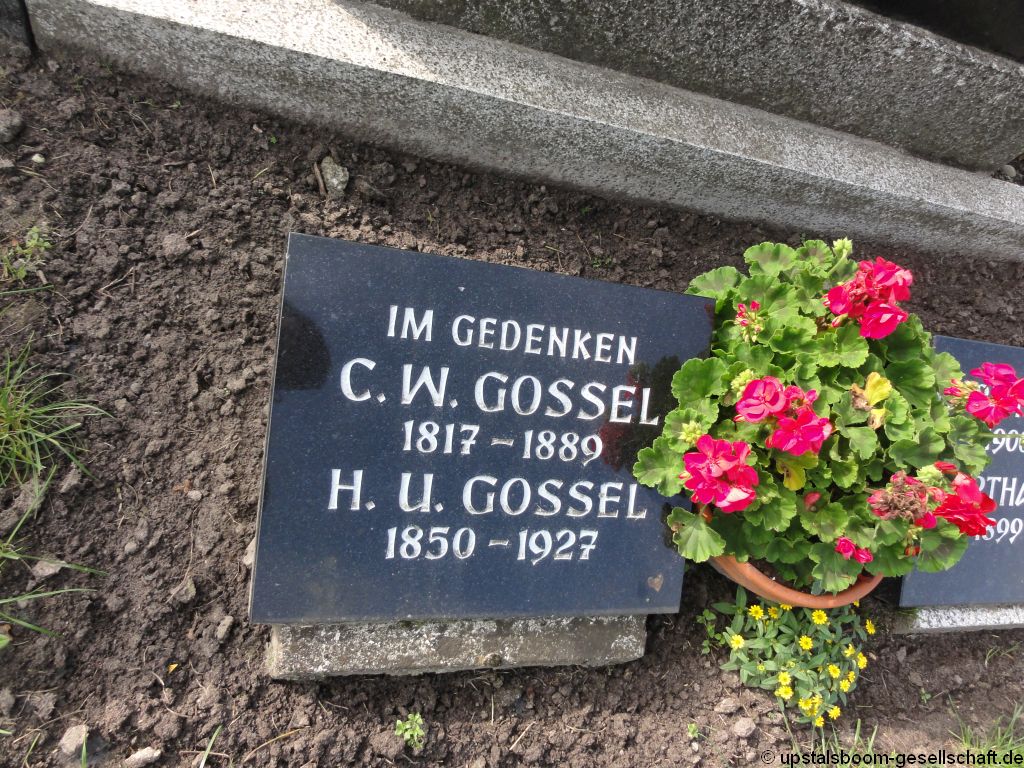 IM GEDENKEN
C. W. GOSSEL
1817 – 1889
H. U. GOSSEL
1850 – 1927
© upstalsboom-gesellschaft.de